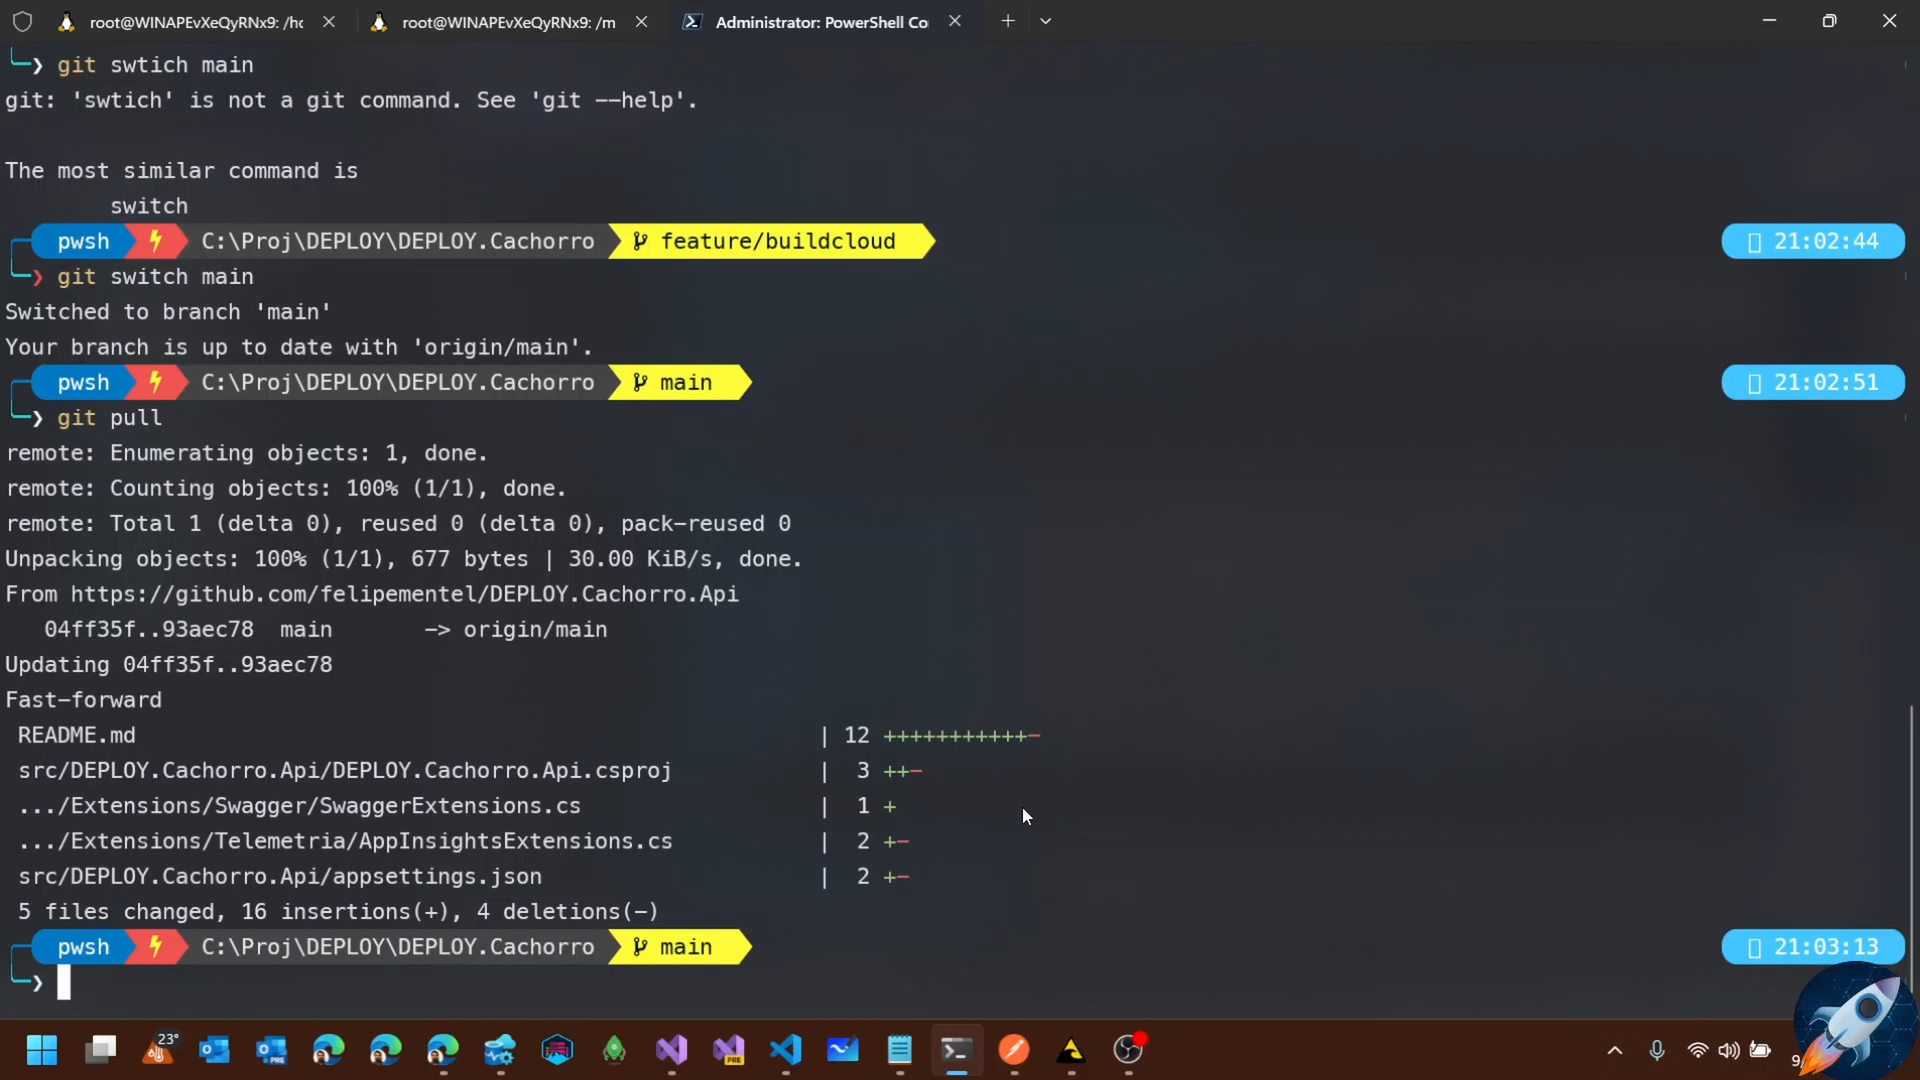 root@WINAPEvXeQyRNx9: /hc
root@WINAPEvXeQyRNx9: /m
Administrator: PowerShell Co
❯ git swtich main
git: 'swtich' is not a git command. See 'git --help'.
The most similar command is
switch
pwsh C:\Proj\DEPLOY\DEPLOY.Cachorro feature/buildcloud 21:02:44
❯ git switch main
Switched to branch 'main'
Your branch is up to date with 'origin/main'.
pwsh C:\Proj\DEPLOY\DEPLOY.Cachorro main 21:02:51
❯ git pull
remote: Enumerating objects: 1, done.
remote: Counting objects: 100% (1/1), done.
remote: Total 1 (delta 0), reused 0 (delta 0), pack-reused 0
Unpacking objects: 100% (1/1), 677 bytes | 30.00 KiB/s, done.
From https://github.com/felipementel/DEPLOY.Cachorro.Api
04ff35f..93aec78 main -> origin/main
Updating 04ff35f..93aec78
Fast-forward
README.md | 12 +++++++++++-
src/DEPLOY.Cachorro.Api/DEPLOY.Cachorro.Api.csproj | 3 ++-
.../Extensions/Swagger/SwaggerExtensions.cs | 1 +
.../Extensions/Telemetria/AppInsightsExtensions.cs | 2 +-
src/DEPLOY.Cachorro.Api/appsettings.json | 2 +-
5 files changed, 16 insertions(+), 4 deletions(-)
pwsh C:\Proj\DEPLOY\DEPLOY.Cachorro main 21:03:13
❯
23°
PRE
PRE
9/